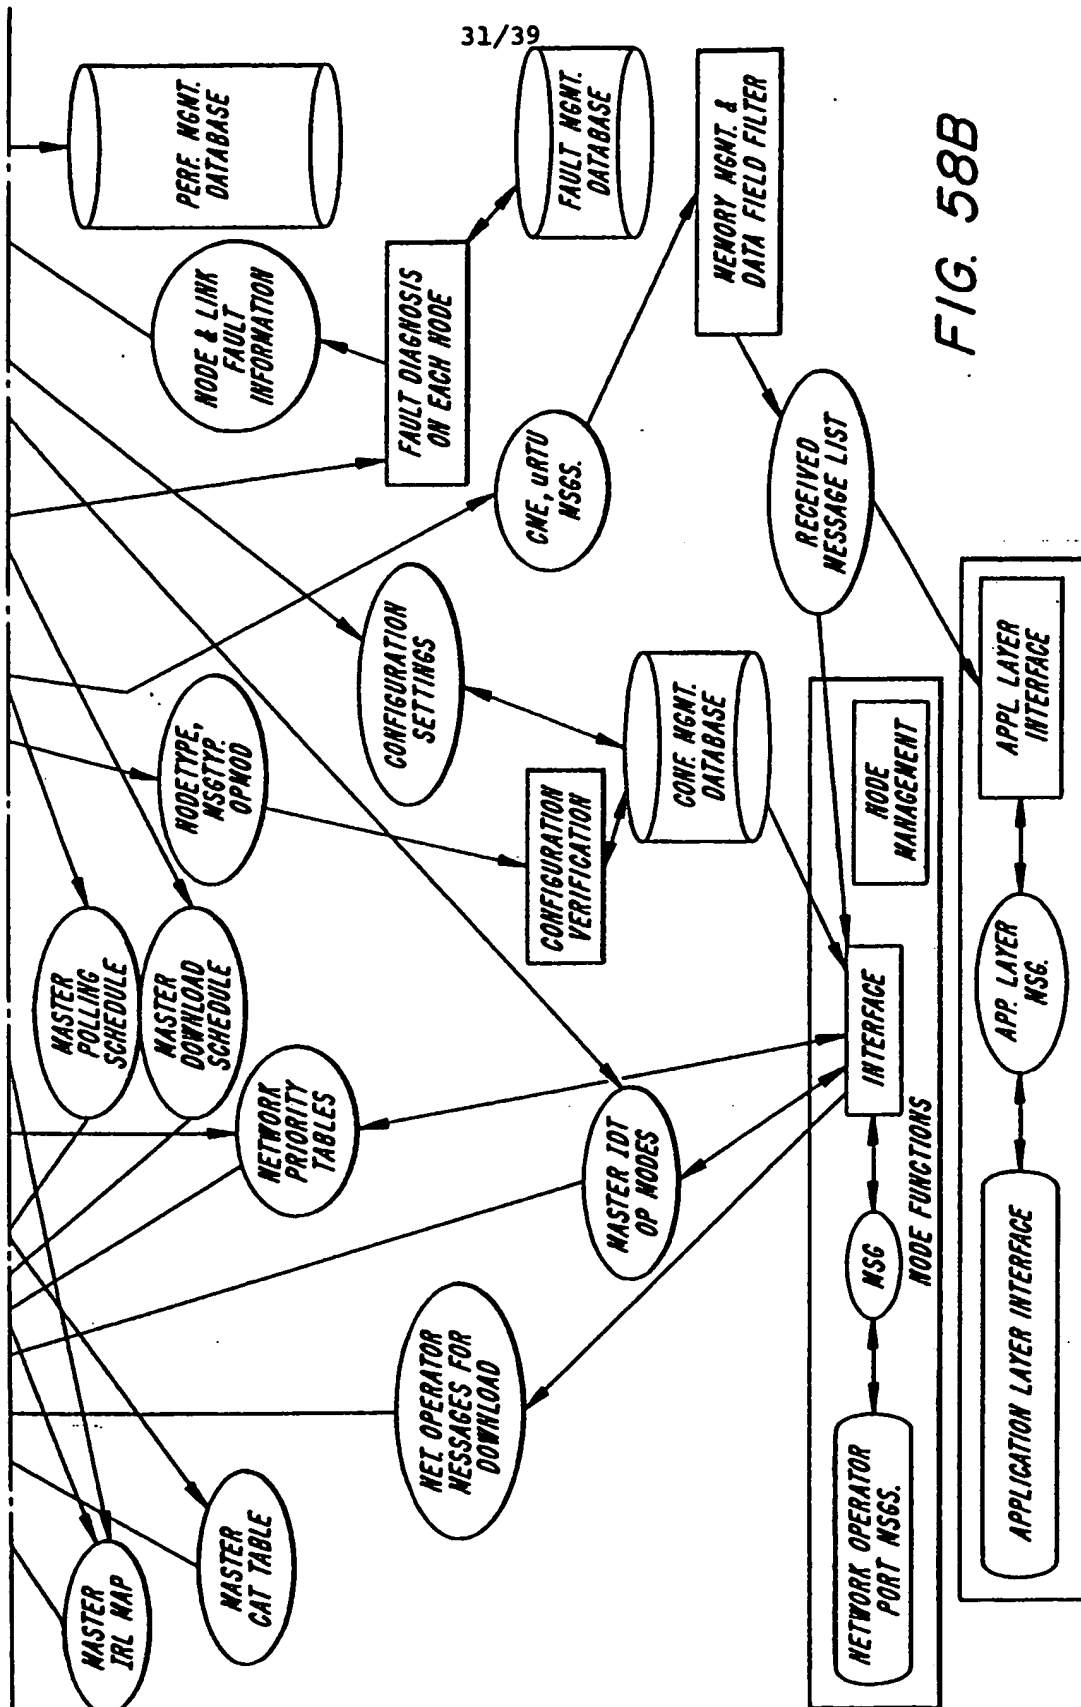 31/39
MASTER
IRL MAP
MASTER
CAT TABLE
MASTER
POLLING
SCHEDULE
MASTER
DOWNLOAD
SCHEDULE
NETWORK
PRIORITY
TABLES
NODETYPE,
MSGTYP.
OPMOD
NODE & LINK
FAULT
INFORMATION
PERF. MGMT.
DATABASE
NET. OPERATOR
MESSAGES FOR
DOWNLOAD
MASTER IDT
OP MODES
CONFIGURATION
SETTINGS
CONFIGURATION
VERIFICATION
CONF. MGMT.
DATABASE
FAULT DIAGNOSIS
ON EACH NODE
CME, uRTU
MSGS.
FAULT MGMT.
DATABASE
MEMORY MGMT. &
DATA FIELD FILTER
RECEIVED
MESSAGE LIST
NETWORK OPERATOR
PORT MSGS.
MSG
INTERFACE
NODE
MANAGEMENT
NODE FUNCTIONS
APPLICATION LAYER INTERFACE
APP. LAYER
MSG.
APPL. LAYER
INTERFACE
FIG. 58B